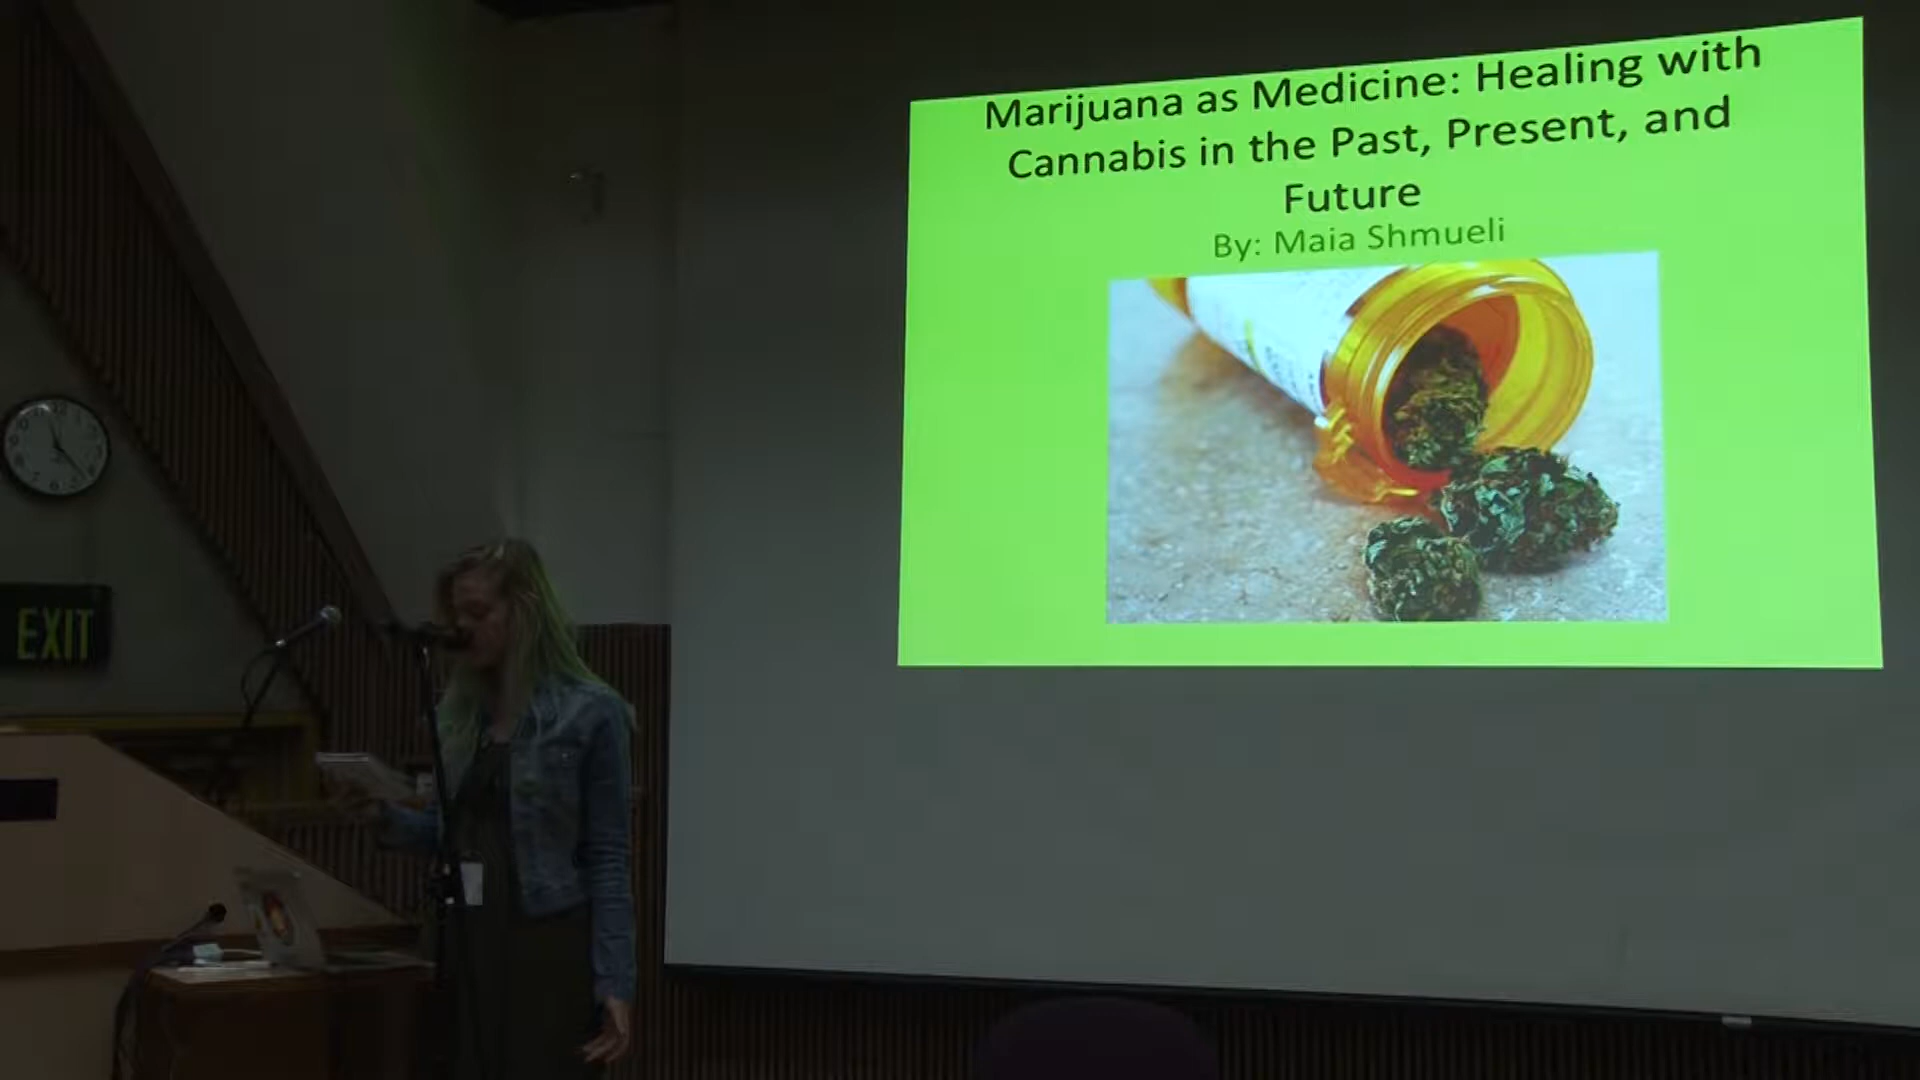 Marijuana as Medicine: Healing with
Cannabis in the Past, Present, and
Future
By: Maia Shmueli
EXIT